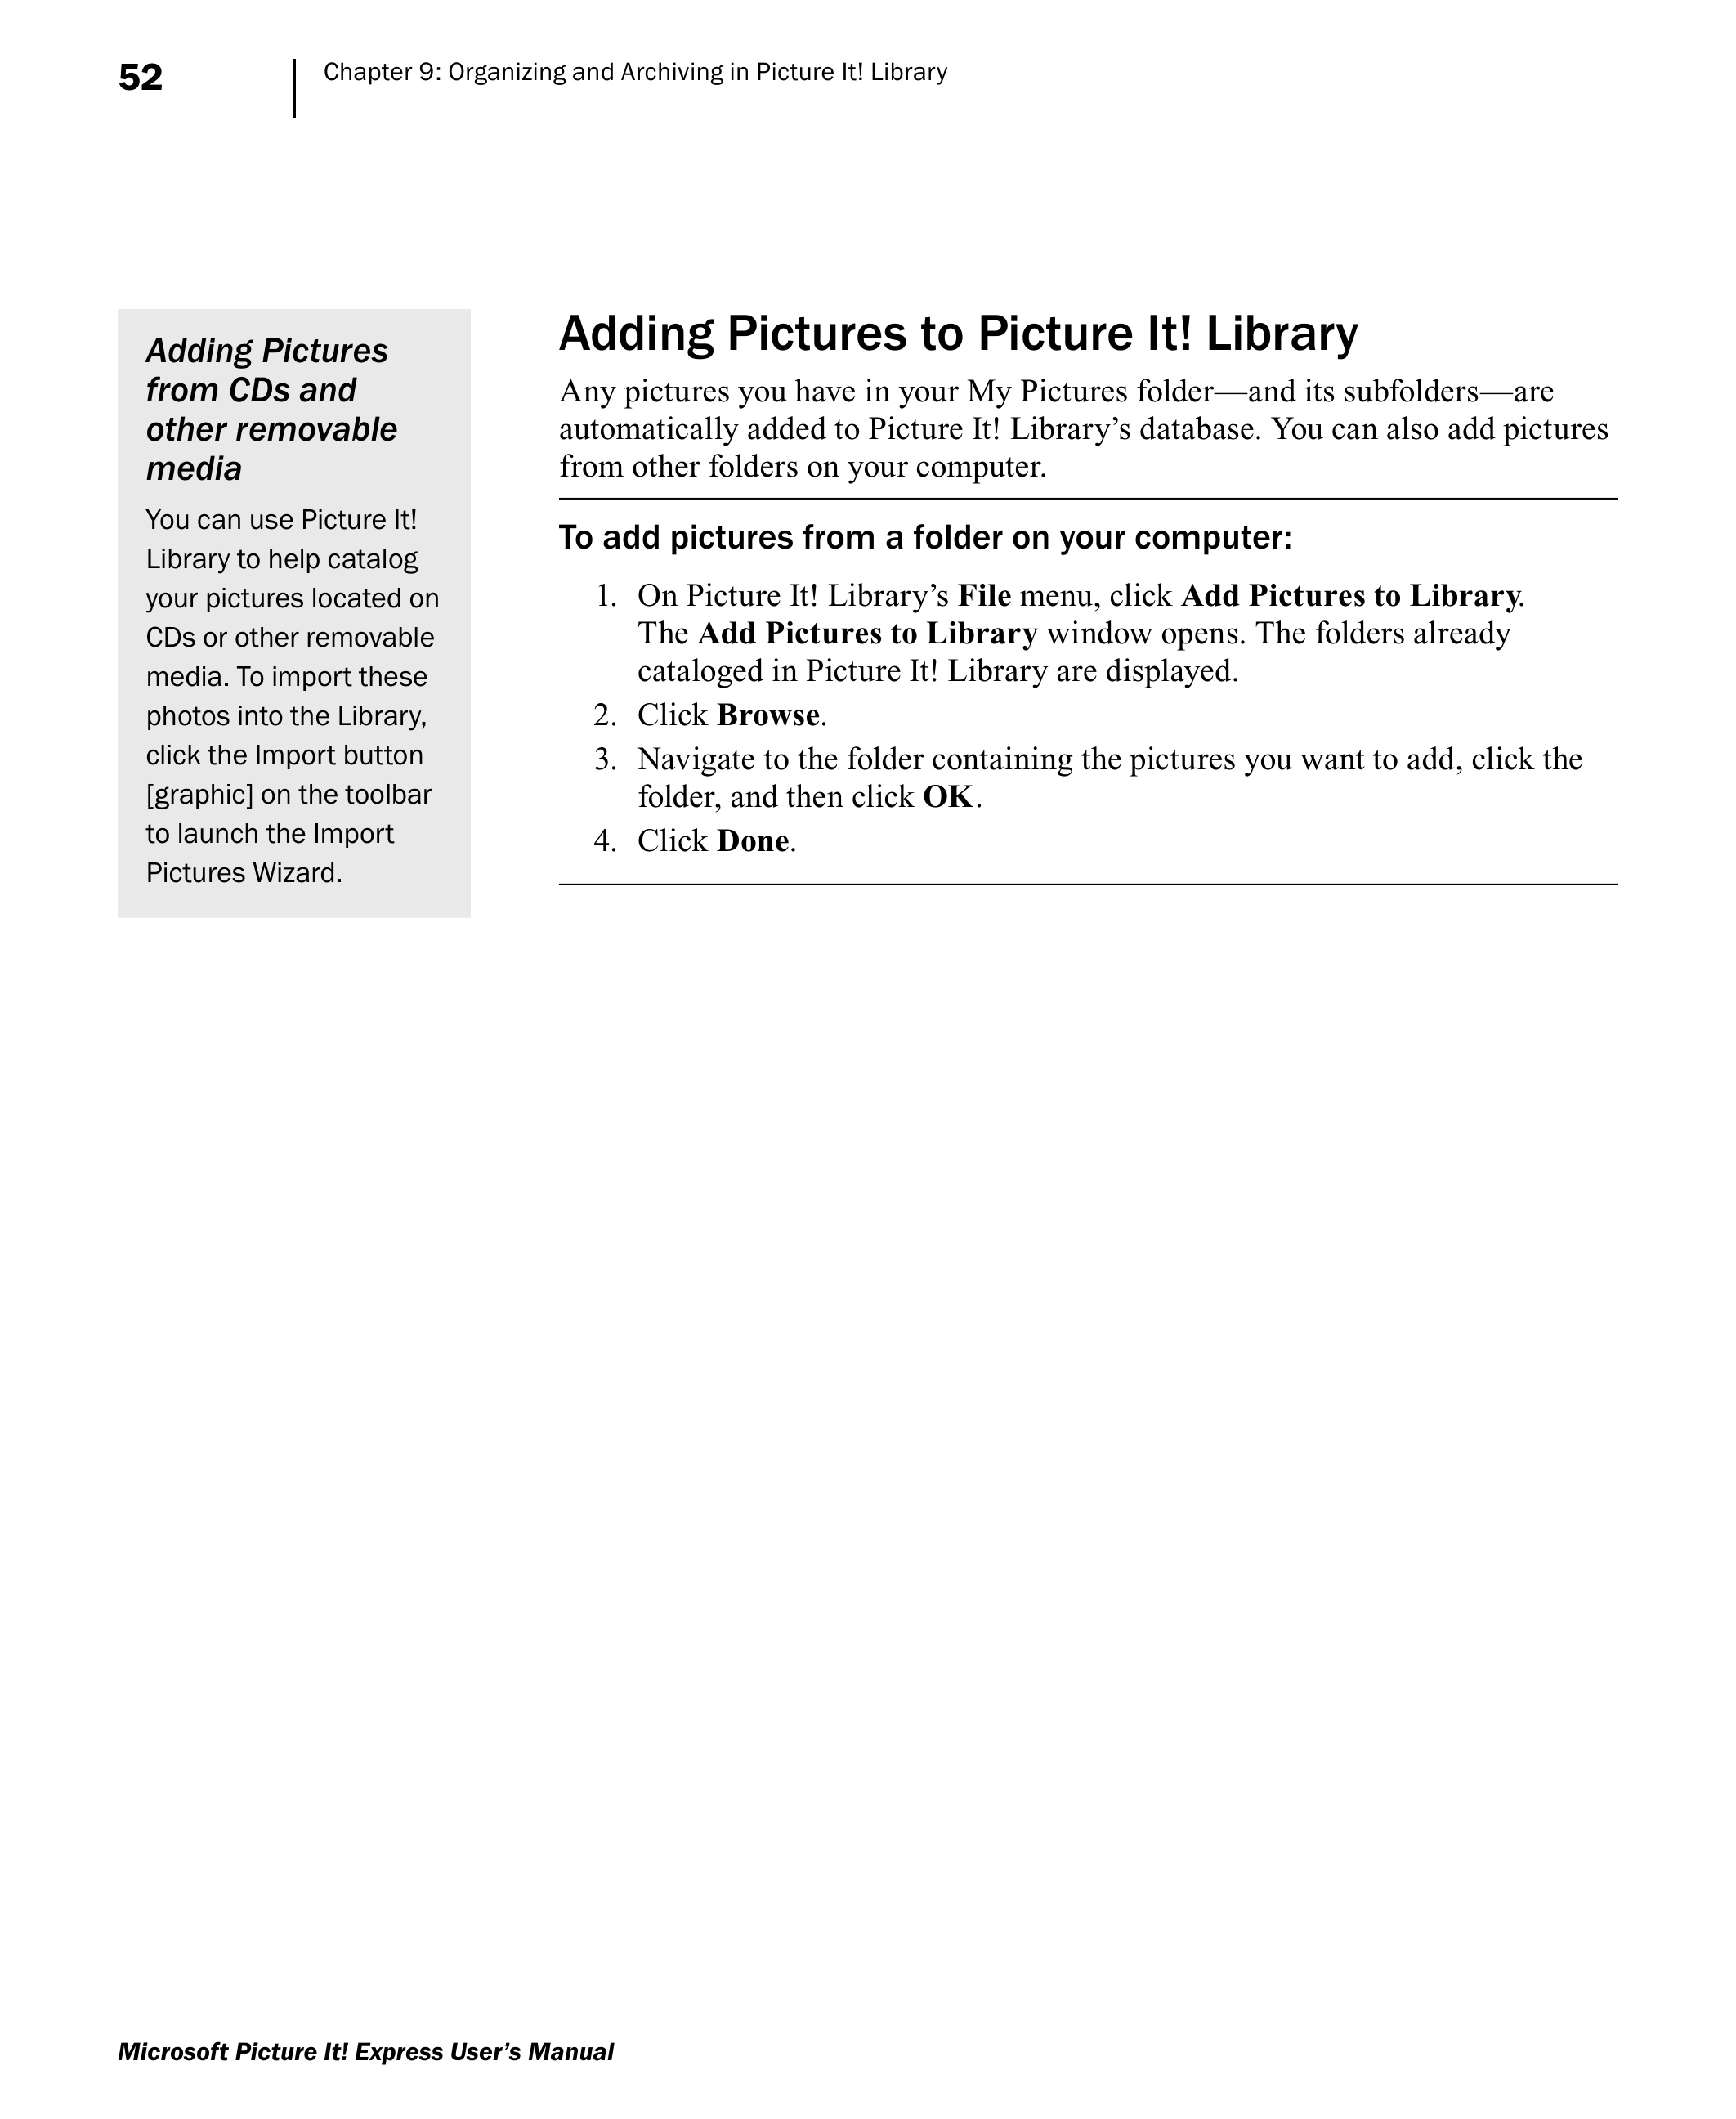 52
Chapter 9: Organizing and Archiving in Picture It! Library
Adding Pictures
from CDs and
other removable
media
You can use Picture It!
Library to help catalog
your pictures located on
CDs or other removable
media. To import these
photos into the Library,
click the Import button
[graphic] on the toolbar
to launch the Import
Pictures Wizard.
Adding Pictures to Picture It! Library
Any pictures you have in your My Pictures folder—and its subfolders—are
automatically added to Picture It! Library’s database. You can also add pictures
from other folders on your computer.
To add pictures from a folder on your computer:
1. On Picture It! Library’s File menu, click Add Pictures to Library.
The Add Pictures to Library window opens. The folders already
cataloged in Picture It! Library are displayed.
2. Click Browse.
3. Navigate to the folder containing the pictures you want to add, click the
folder, and then click OK.
4. Click Done.
Microsoft Picture It! Express User’s Manual